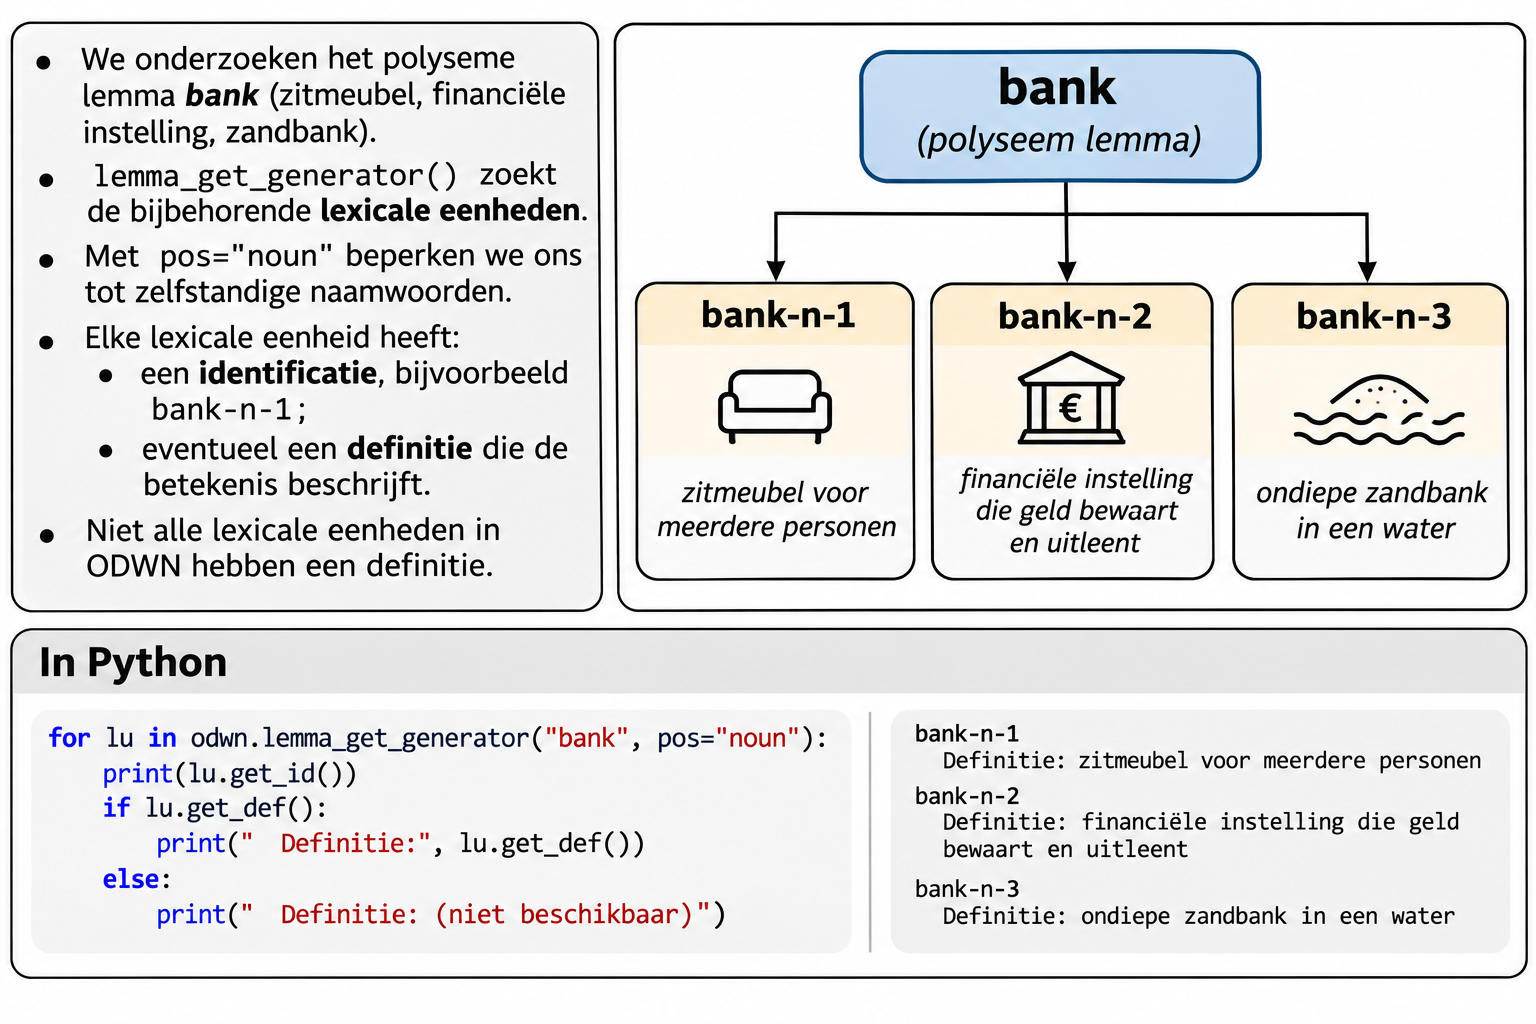 • We onderzoeken het polyseme
lemma bank (zitmeubel, financiële
instelling, zandbank).
• lemma_get_generator() zoekt
de bijbehorende lexicale eenheden.
• Met pos="noun" beperken we ons
tot zelfstandige naamwoorden.
• Elke lexicale eenheid heeft:
• een identificatie, bijvoorbeeld
bank-n-1;
• eventueel een definitie die de
betekenis beschrijft.
• Niet alle lexicale eenheden in
ODWN hebben een definitie.
bank
(polyseem lemma)
bank-n-1
zitmeubel voor
meerdere personen
bank-n-2
€
financiële instelling
die geld bewaart
en uitleent
bank-n-3
ondiepe zandbank
in een water
In Python
for lu in odwn.lemma_get_generator("bank", pos="noun"):
    print(lu.get_id())
    if lu.get_def():
        print("  Definitie:", lu.get_def())
    else:
        print("  Definitie: (niet beschikbaar)")
bank-n-1
  Definitie: zitmeubel voor meerdere personen
bank-n-2
  Definitie: financiële instelling die geld
  bewaart en uitleent
bank-n-3
  Definitie: ondiepe zandbank in een water